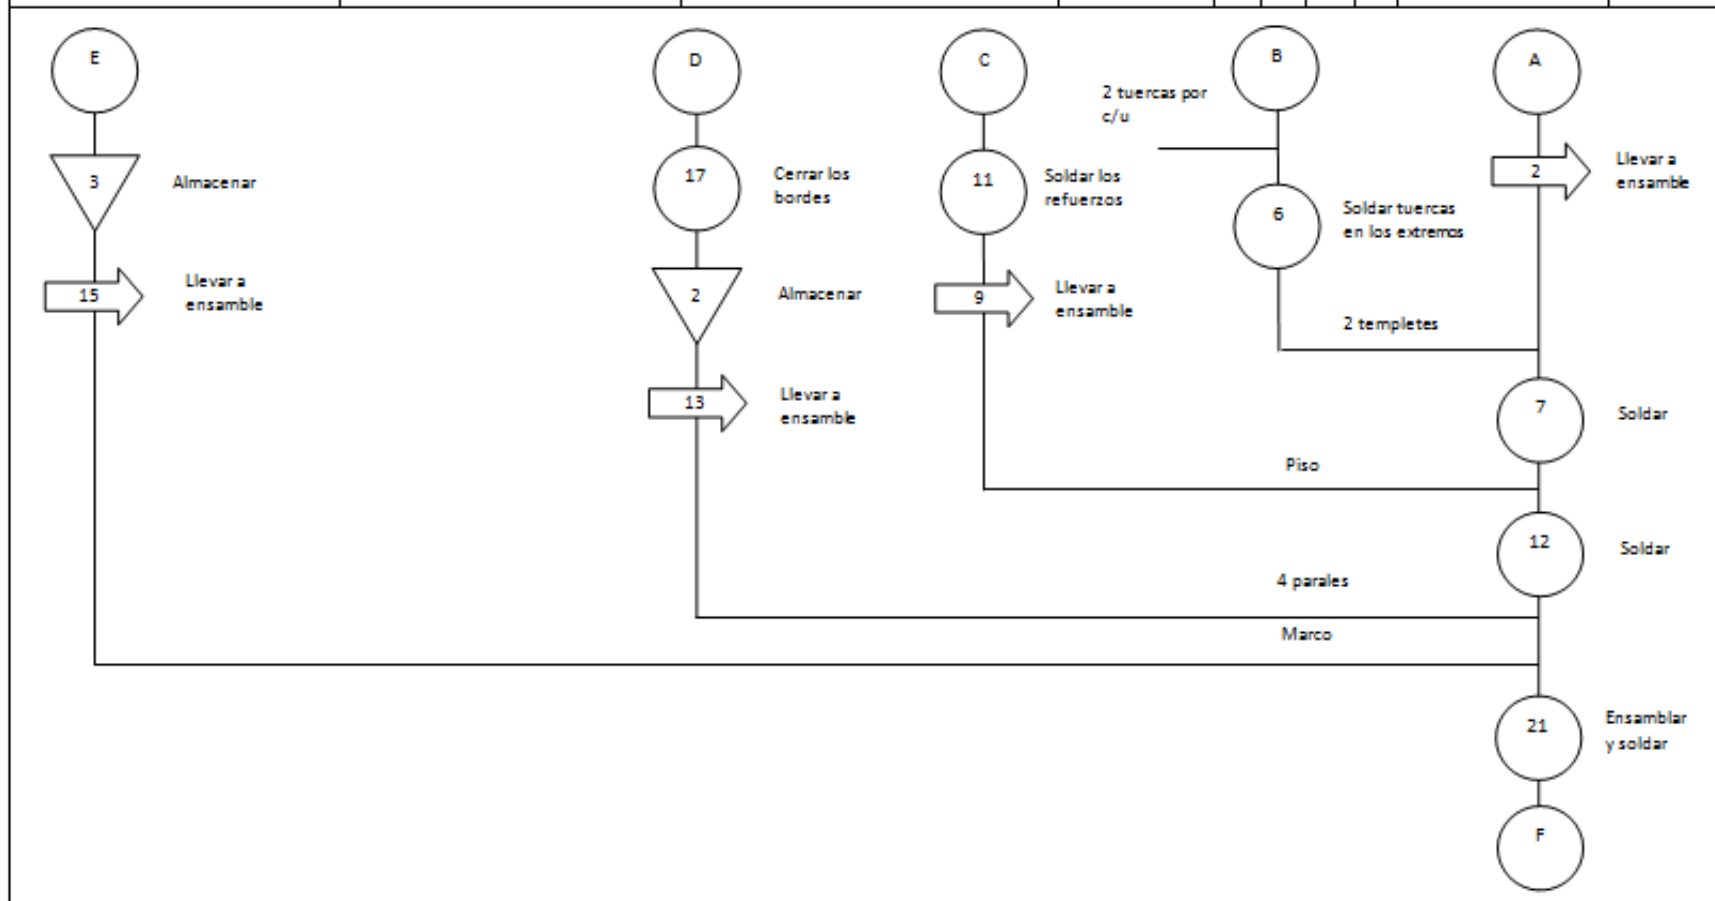 E
D
C
B
A
2 tuercas por
c/u
3
Almacenar
17
Cerrar los
bordes
11
Soldar los
refuerzos
6
Soldar tuercas
en los extremos
2
Llevar a
ensamble
15
Llevar a
ensamble
2
Almacenar
9
Llevar a
ensamble
2 templetes
13
Llevar a
ensamble
7
Soldar
Piso
12
Soldar
4 parales
Marco
21
Ensamblar
y soldar
F